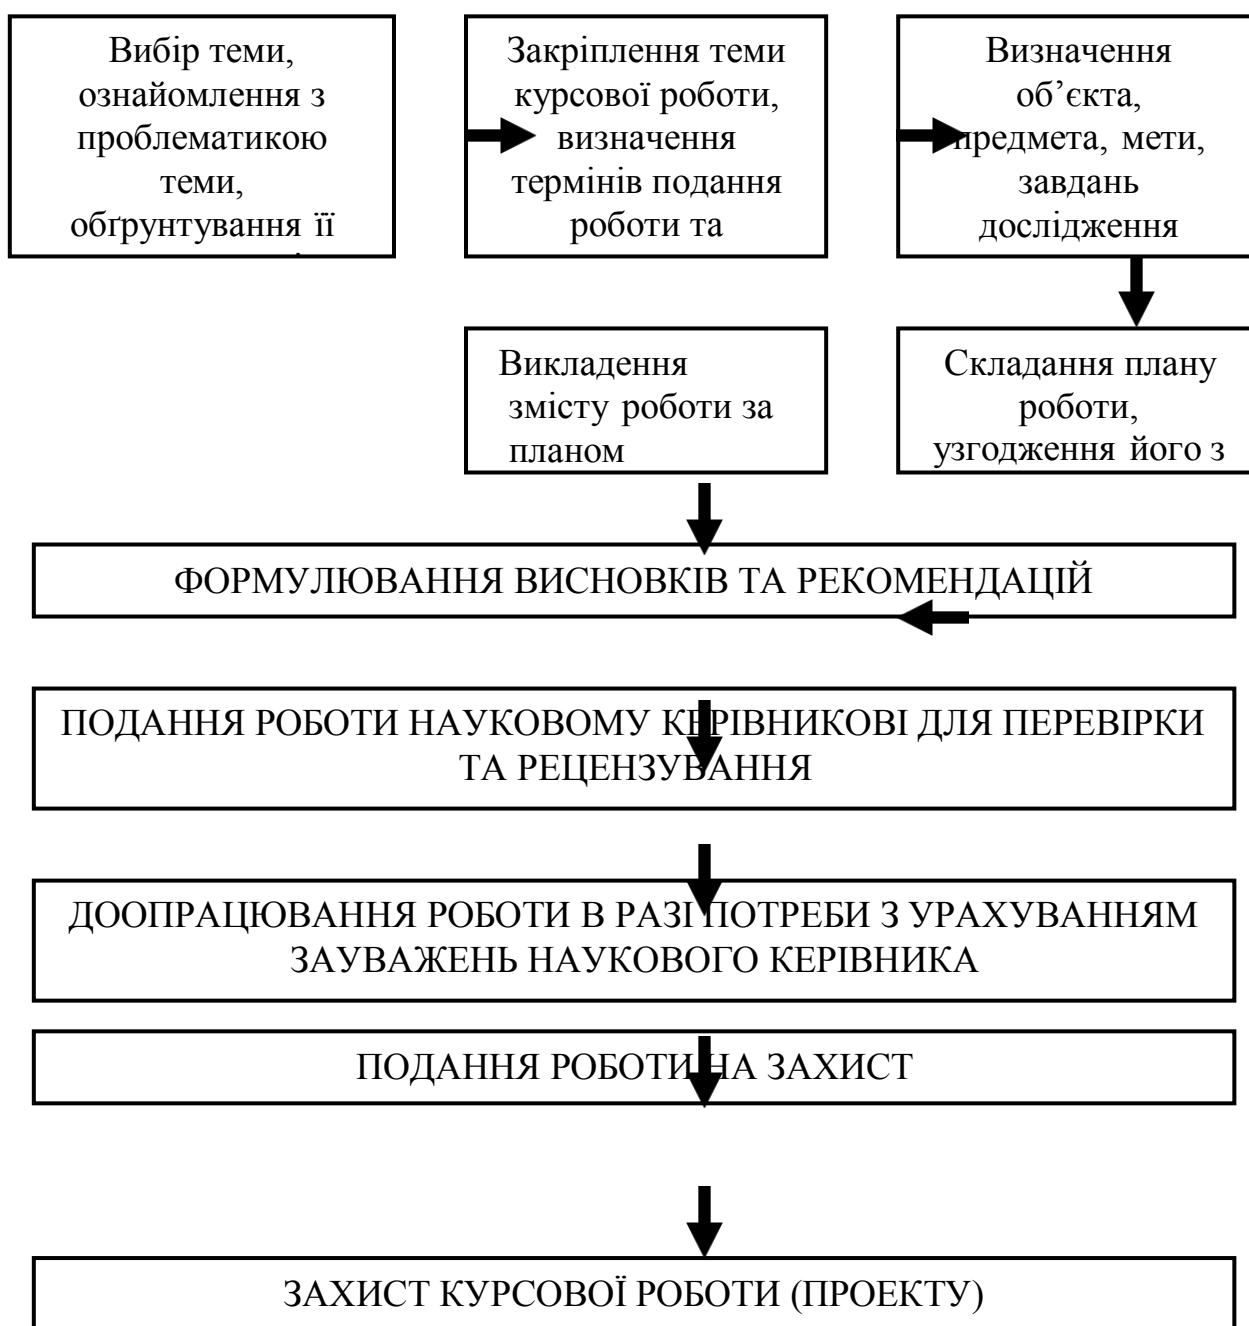 Вибір теми,
ознайомлення з
проблематикою
теми,
обґрунтування її
Закріплення теми
курсової роботи,
визначення
термінів подання
роботи та
Визначення
об’єкта,
предмета, мети,
завдань
дослідження
Викладення
змісту роботи за
планом
Складання плану
роботи,
узгодження його з
ФОРМУЛЮВАННЯ ВИСНОВКІВ ТА РЕКОМЕНДАЦІЙ
ПОДАННЯ РОБОТИ НАУКОВОМУ КЕРІВНИКОВІ ДЛЯ ПЕРЕВІРКИ
ТА РЕЦЕНЗУВАННЯ
ДООПРАЦЮВАННЯ РОБОТИ В РАЗІ ПОТРЕБИ З УРАХУВАННЯМ
ЗАУВАЖЕНЬ НАУКОВОГО КЕРІВНИКА
ПОДАННЯ РОБОТИ НА ЗАХИСТ
ЗАХИСТ КУРСОВОЇ РОБОТИ (ПРОЕКТУ)